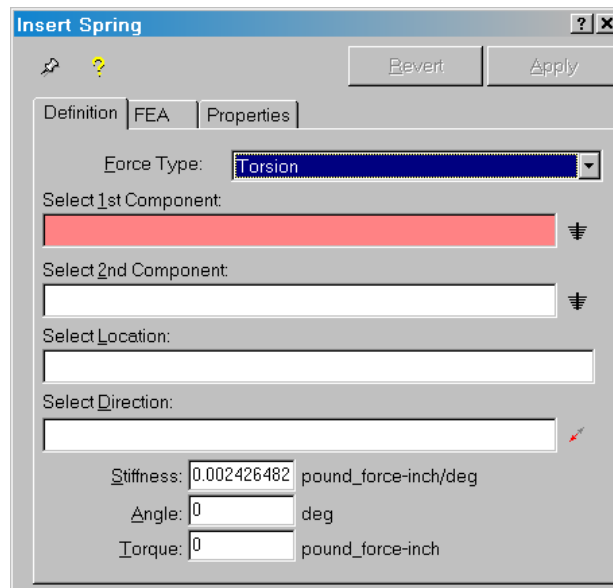 Insert Spring
Revert Apply
Definition FEA Properties
Force Type: Torsion
Select 1st Component:
Select 2nd Component:
Select Location:
Select Direction:
Stiffness: 0.002426482 pound_force-inch/deg
Angle: 0 deg
Torque: 0 pound_force-inch